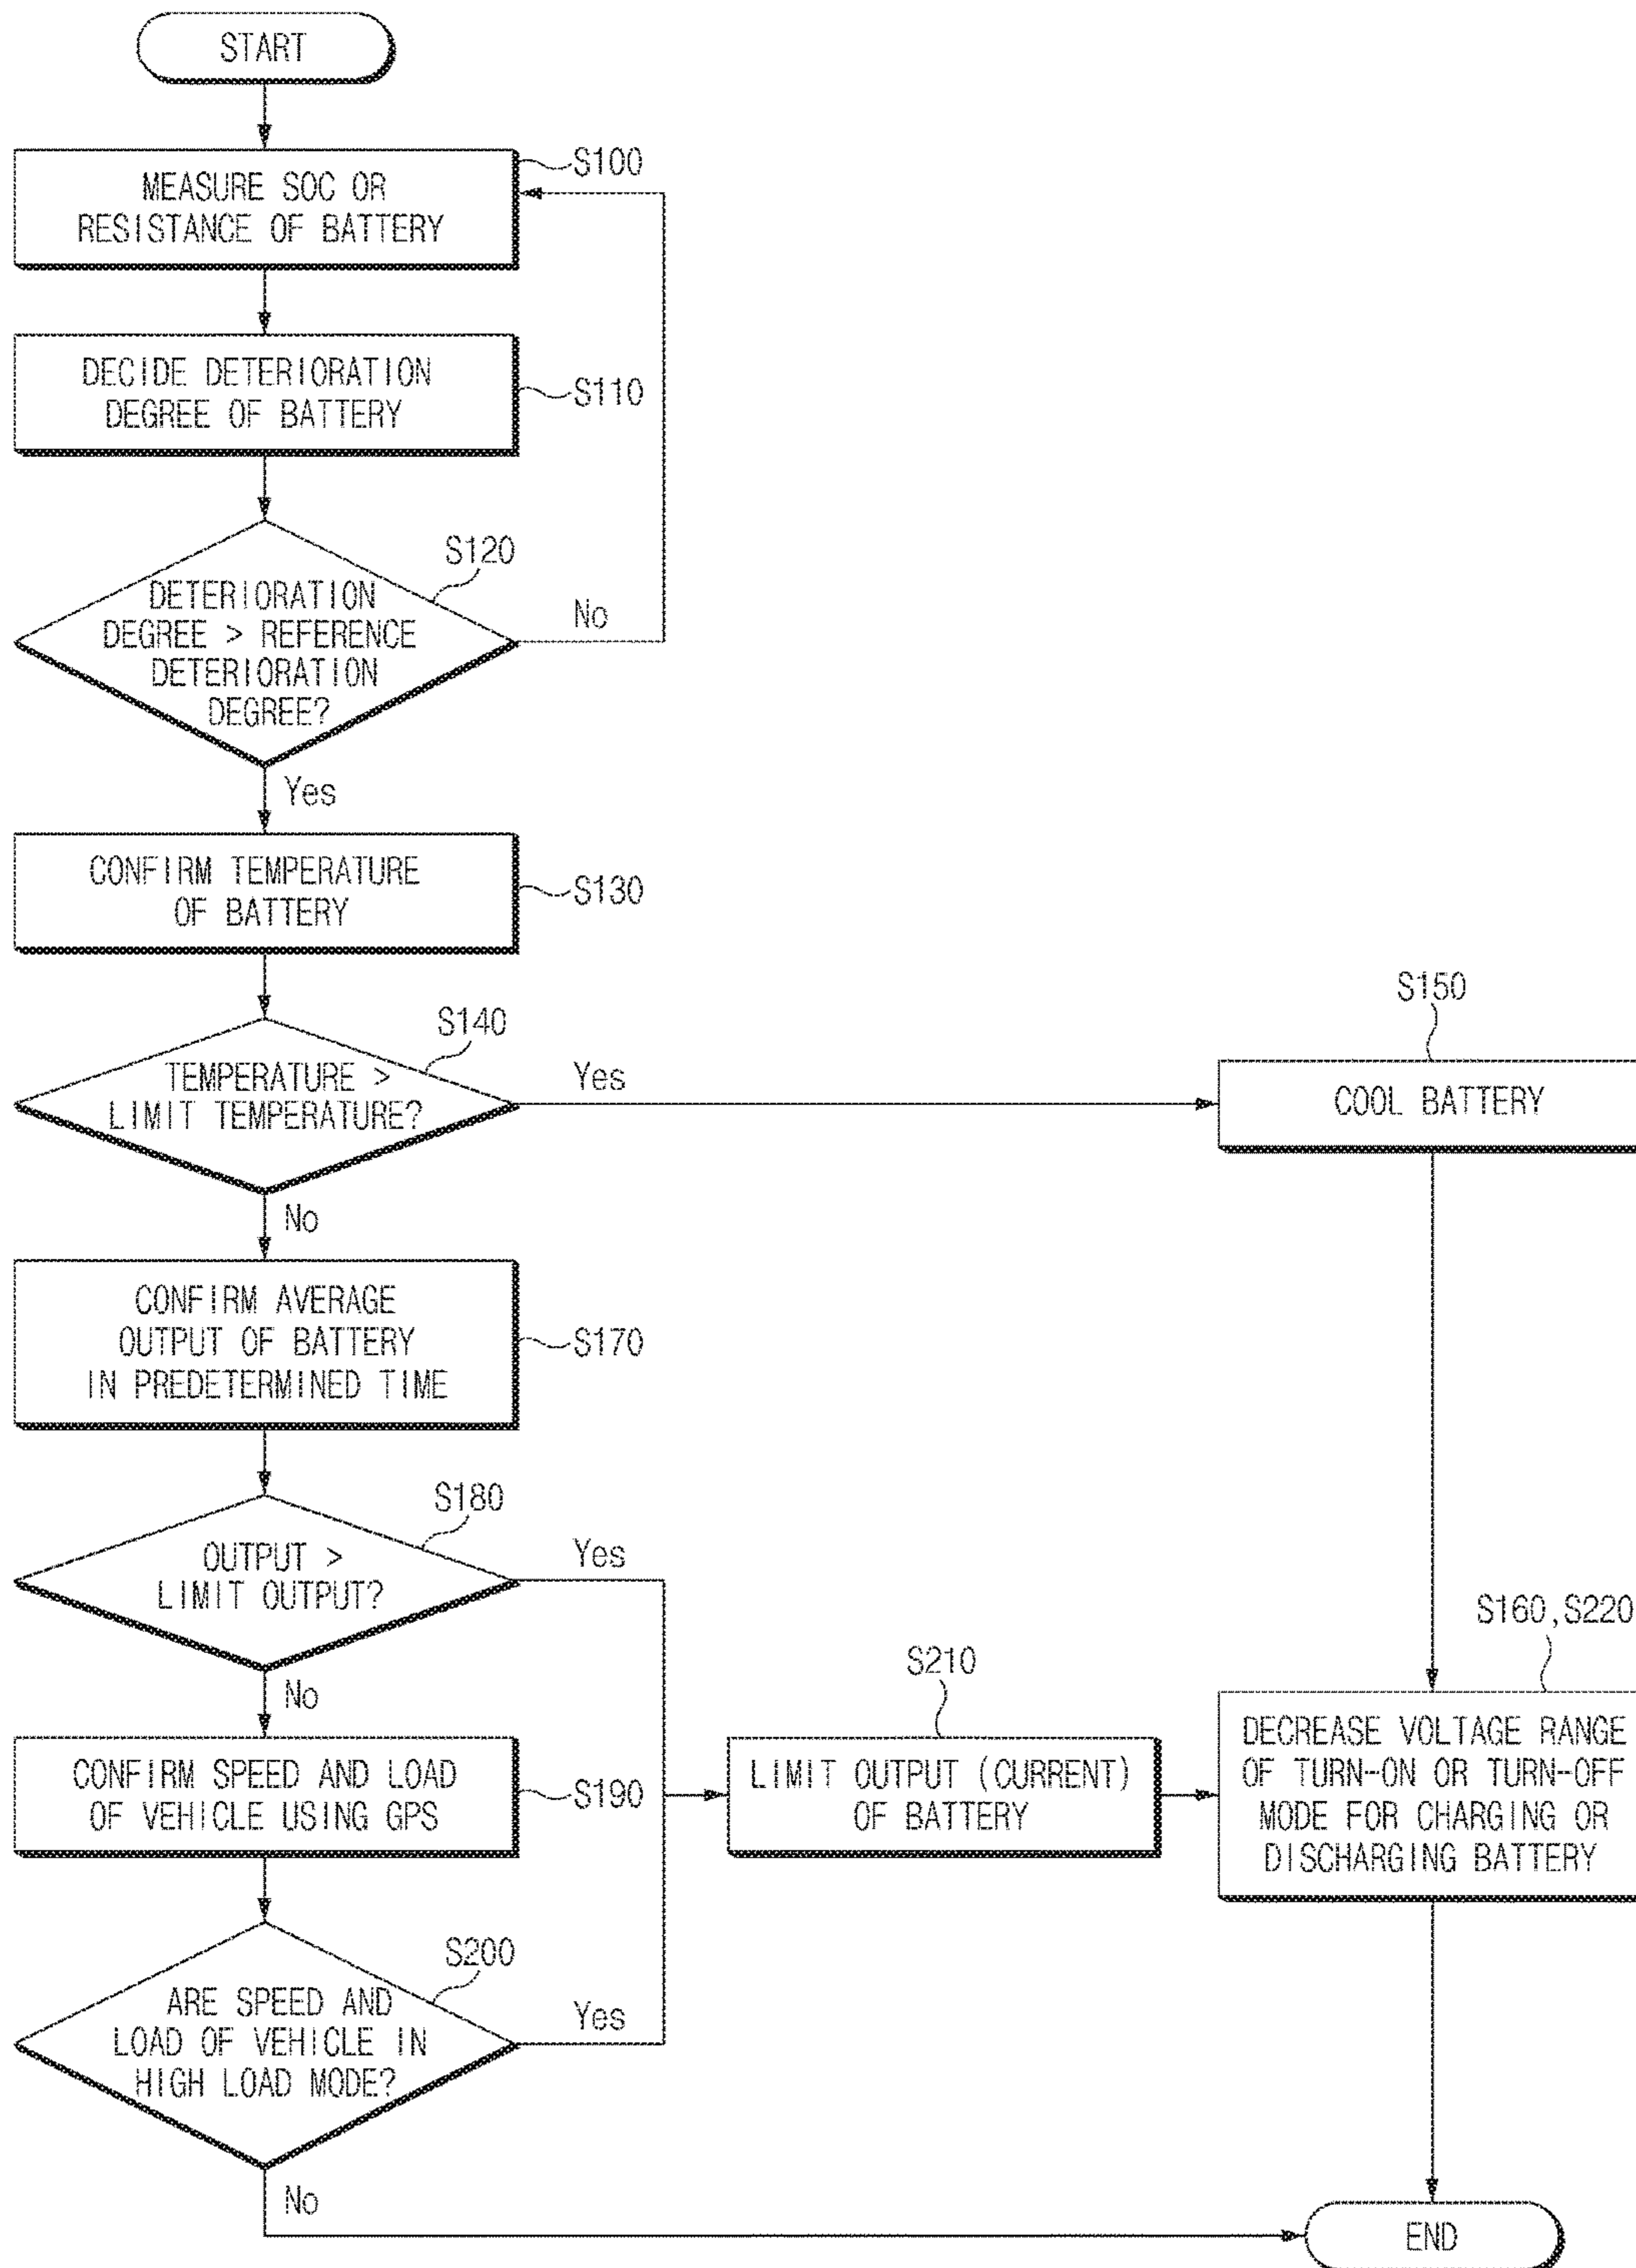 START
S100
MEASURE SOC OR
RESISTANCE OF BATTERY
DECIDE DETERIORATION
DEGREE OF BATTERY
S110
S120
DETERIORATION
DEGREE > REFERENCE
DETERIORATION
DEGREE?
No
Yes
CONFIRM TEMPERATURE
OF BATTERY
S130
S140
TEMPERATURE >
LIMIT TEMPERATURE?
Yes
S150
COOL BATTERY
No
CONFIRM AVERAGE
OUTPUT OF BATTERY
IN PREDETERMINED TIME
S170
S180
OUTPUT >
LIMIT OUTPUT?
Yes
No
CONFIRM SPEED AND LOAD
OF VEHICLE USING GPS
S190
S210
LIMIT OUTPUT (CURRENT)
OF BATTERY
S160,S220
DECREASE VOLTAGE RANGE
OF TURN-ON OR TURN-OFF
MODE FOR CHARGING OR
DISCHARGING BATTERY
S200
ARE SPEED AND
LOAD OF VEHICLE IN
HIGH LOAD MODE?
Yes
No
END